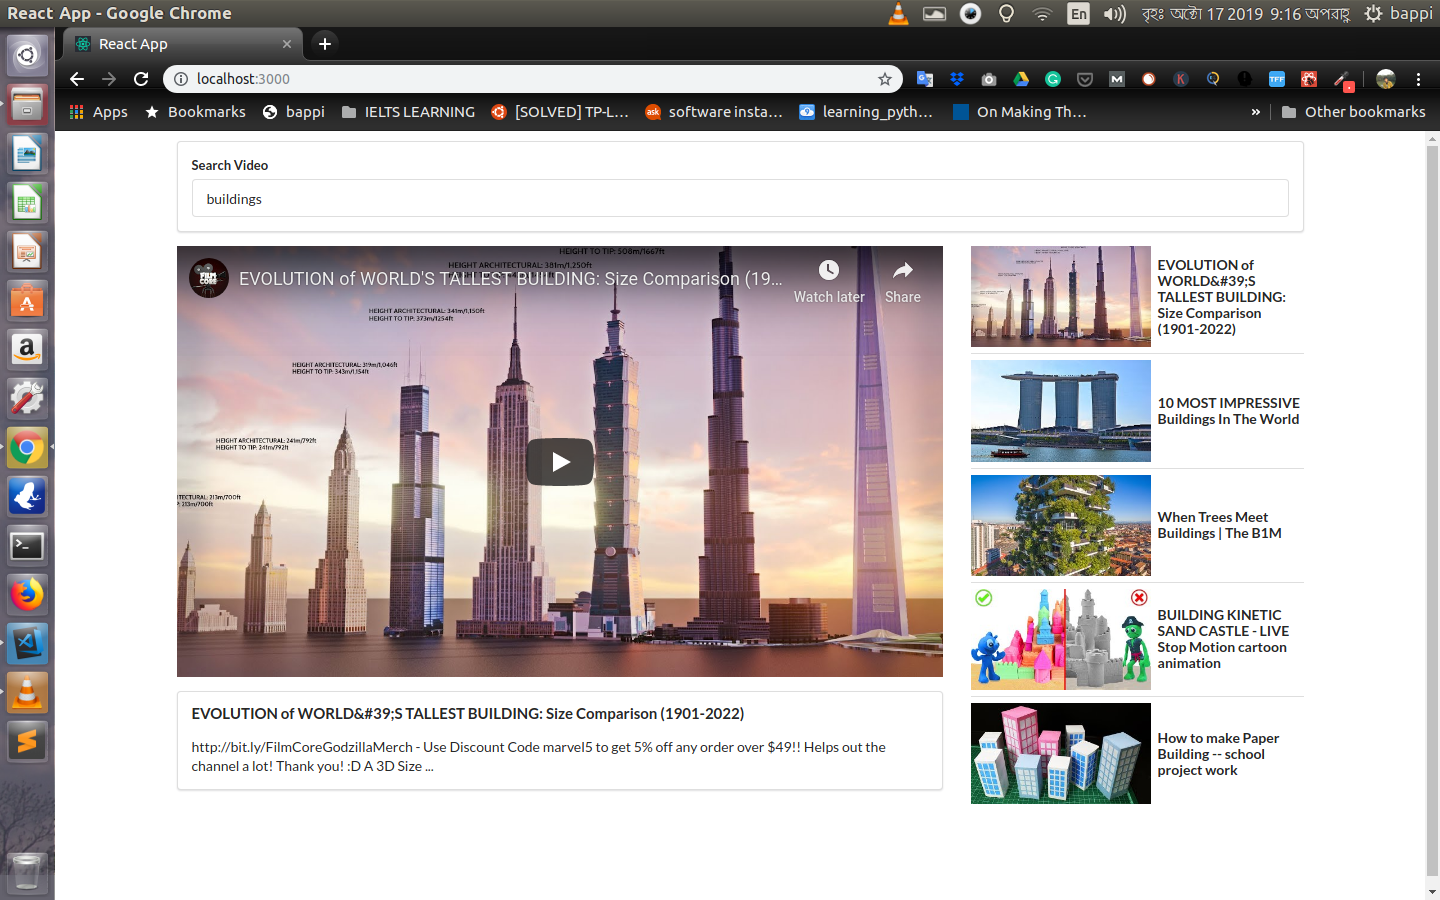 React App - Google Chrome
En
বৃহঃ অক্টো 17 2019 9:16 অপরাহ্ণ
bappi
React App
localhost:3000
Apps
Bookmarks
bappi
IELTS LEARNING
[SOLVED] TP-L...
software insta...
learning_pyth...
On Making Th...
»
Other bookmarks
Search Video
buildings
FILM CORE
EVOLUTION of WORLD'S TALLEST BUILDING: Size Comparison (19...
Watch later
Share
HEIGHT TO TIP: 508m/1667ft
HEIGHT ARCHITECTURAL: 381m/1,250ft
HEIGHT ARCHITECTURAL: 341m/1,150ft
HEIGHT TO TIP: 373m/1254ft
HEIGHT ARCHITECTURAL: 319m/1,046ft
HEIGHT TO TIP: 343m/1,154ft
HEIGHT ARCHITECTURAL: 241m/792ft
HEIGHT TO TIP: 241m/792ft
ITECTURAL: 213m/700ft
P: 213m/700ft
EVOLUTION of WORLD&#39;S TALLEST BUILDING: Size Comparison (1901-2022)
http://bit.ly/FilmCoreGodzillaMerch - Use Discount Code marvel5 to get 5% off any order over $49!! Helps out the
channel a lot! Thank you! :D A 3D Size ...
EVOLUTION of
WORLD&#39;S
TALLEST BUILDING:
Size Comparison
(1901-2022)
10 MOST IMPRESSIVE
Buildings In The World
When Trees Meet
Buildings | The B1M
BUILDING KINETIC
SAND CASTLE - LIVE
Stop Motion cartoon
animation
How to make Paper
Building -- school
project work